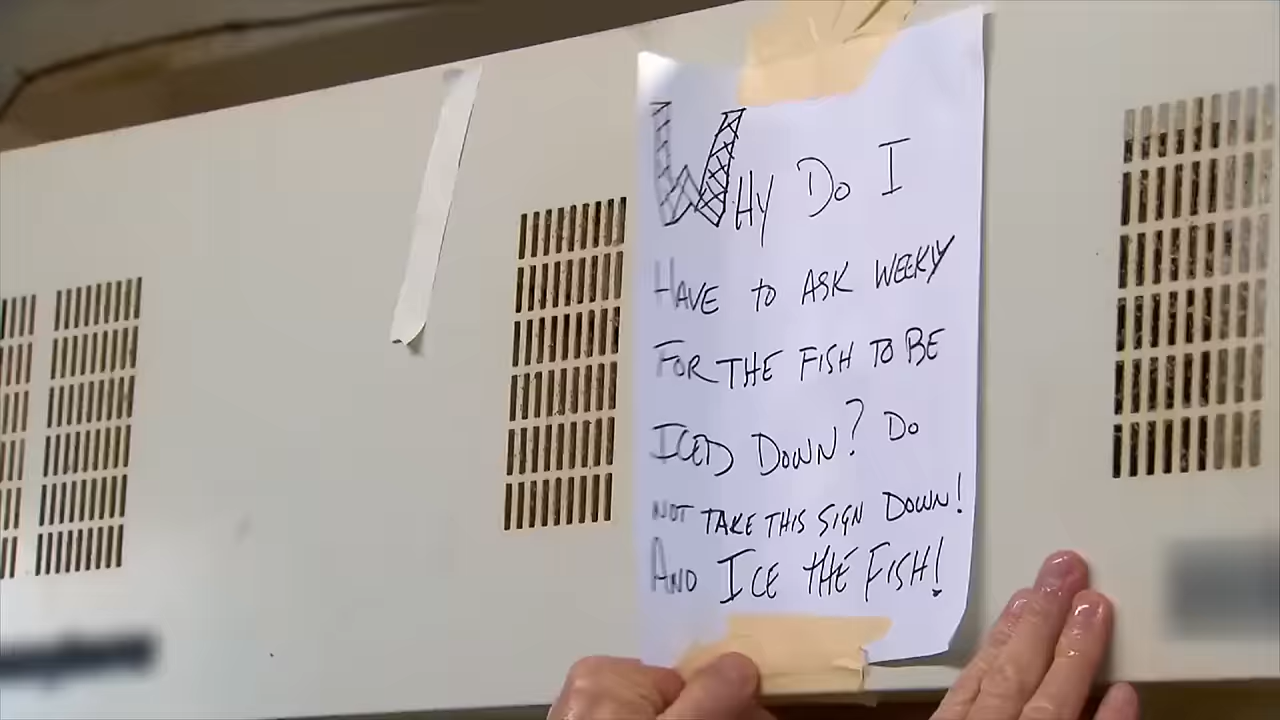 WHY DO I
HAVE TO ASK WEEKLY
FOR THE FISH TO BE
ICED DOWN? DO
NOT TAKE THIS SIGN DOWN!
AND ICE THE FISH!